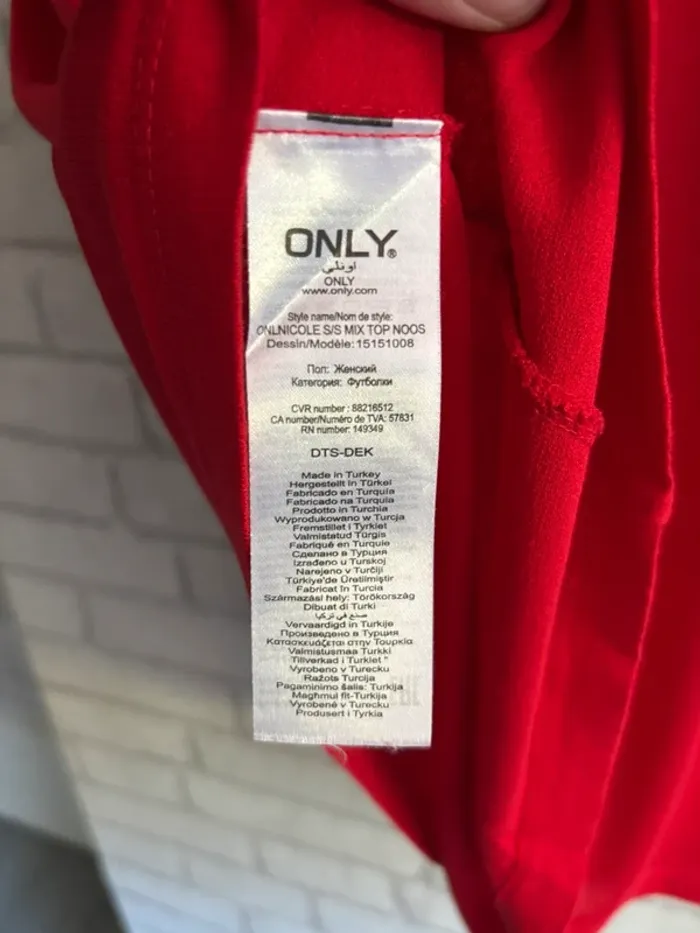 ONLY®
اونلي
ONLY
www.only.com
Style name/Nom de style:
ONLNICOLE S/S MIX TOP NOOS
Dessin/Modèle:15151008
Пол: Женский
Категория: Футболки
CVR number : 88216512
CA number/Numéro de TVA: 57831
RN number: 149349
DTS-DEK
Made in Turkey
Hergestellt in Türkei
Fabricado en Turquía
Fabricado na Turquia
Prodotto in Turchia
Wyprodukowano w Turcja
Fremstillet i Tyrkiet
Valmistatud Türgis
Fabriqué en Turquie
Сделано в Турция
Izrađeno u Turskoj
Narejeno v Turčiji
Türkiye'de Üretilmiştir
Fabricat în Turcia
Származási hely: Törökország
Dibuat di Turki
صنع في تركيا
Vervaardigd in Turkije
Произведено в Турция
Κατασκευάζεται στην Τουρκία
Valmistusmaa Turkki
Tillverkad i Turkiet "
Vyrobeno v Turecku
Ražots Turcija
Pagaminimo šalis: Turkija
Magħmul fit-Turkija
Vyrobené v Turecku
Produsert i Tyrkia